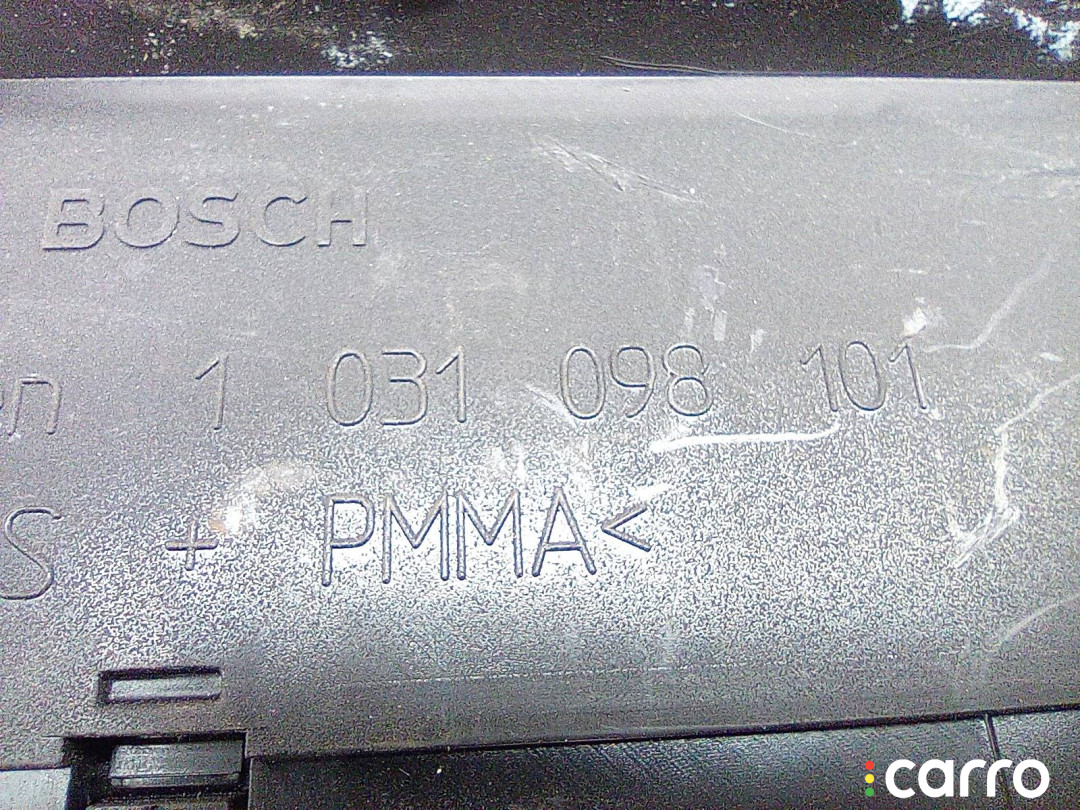 BOSCH
1 031 098 101
S + PMMA<
carro